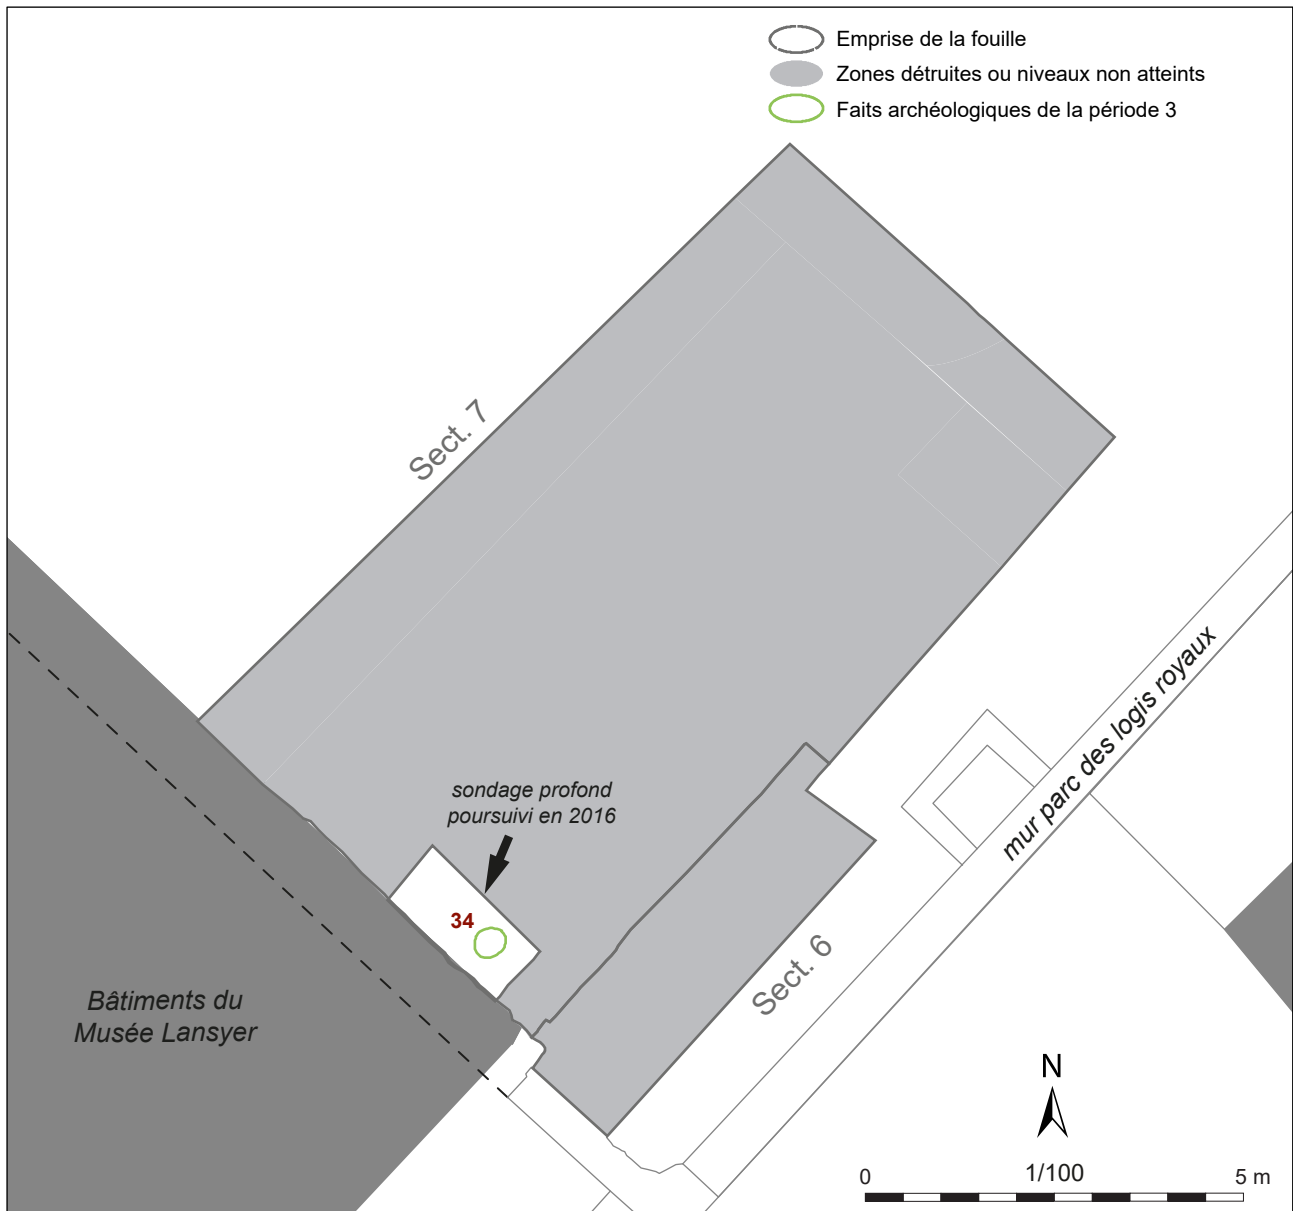 Emprise de la fouille
Zones détruites ou niveaux non atteints
Faits archéologiques de la période 3
Sect. 7
mur parc des logis royaux
sondage profond
poursuivi en 2016
34
Sect. 6
Bâtiments du
Musée Lansyer
N
0 1/100 5 m